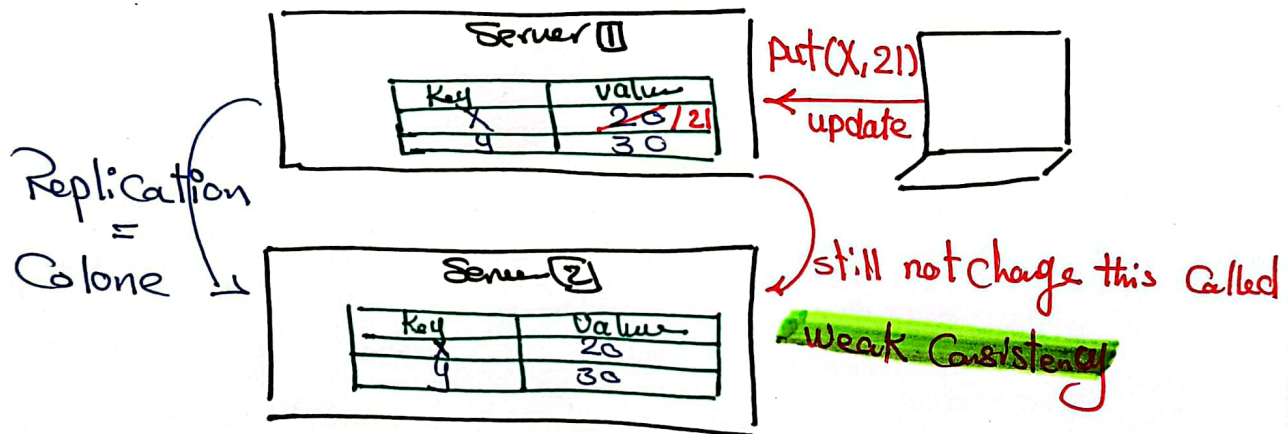 Server 1
Key value
X 20 /21
y 30
put(X,21)
update
Replication
=
Colone
Server 2
Key Value
X 20
y 30
still not change this Called
Weak Consistency